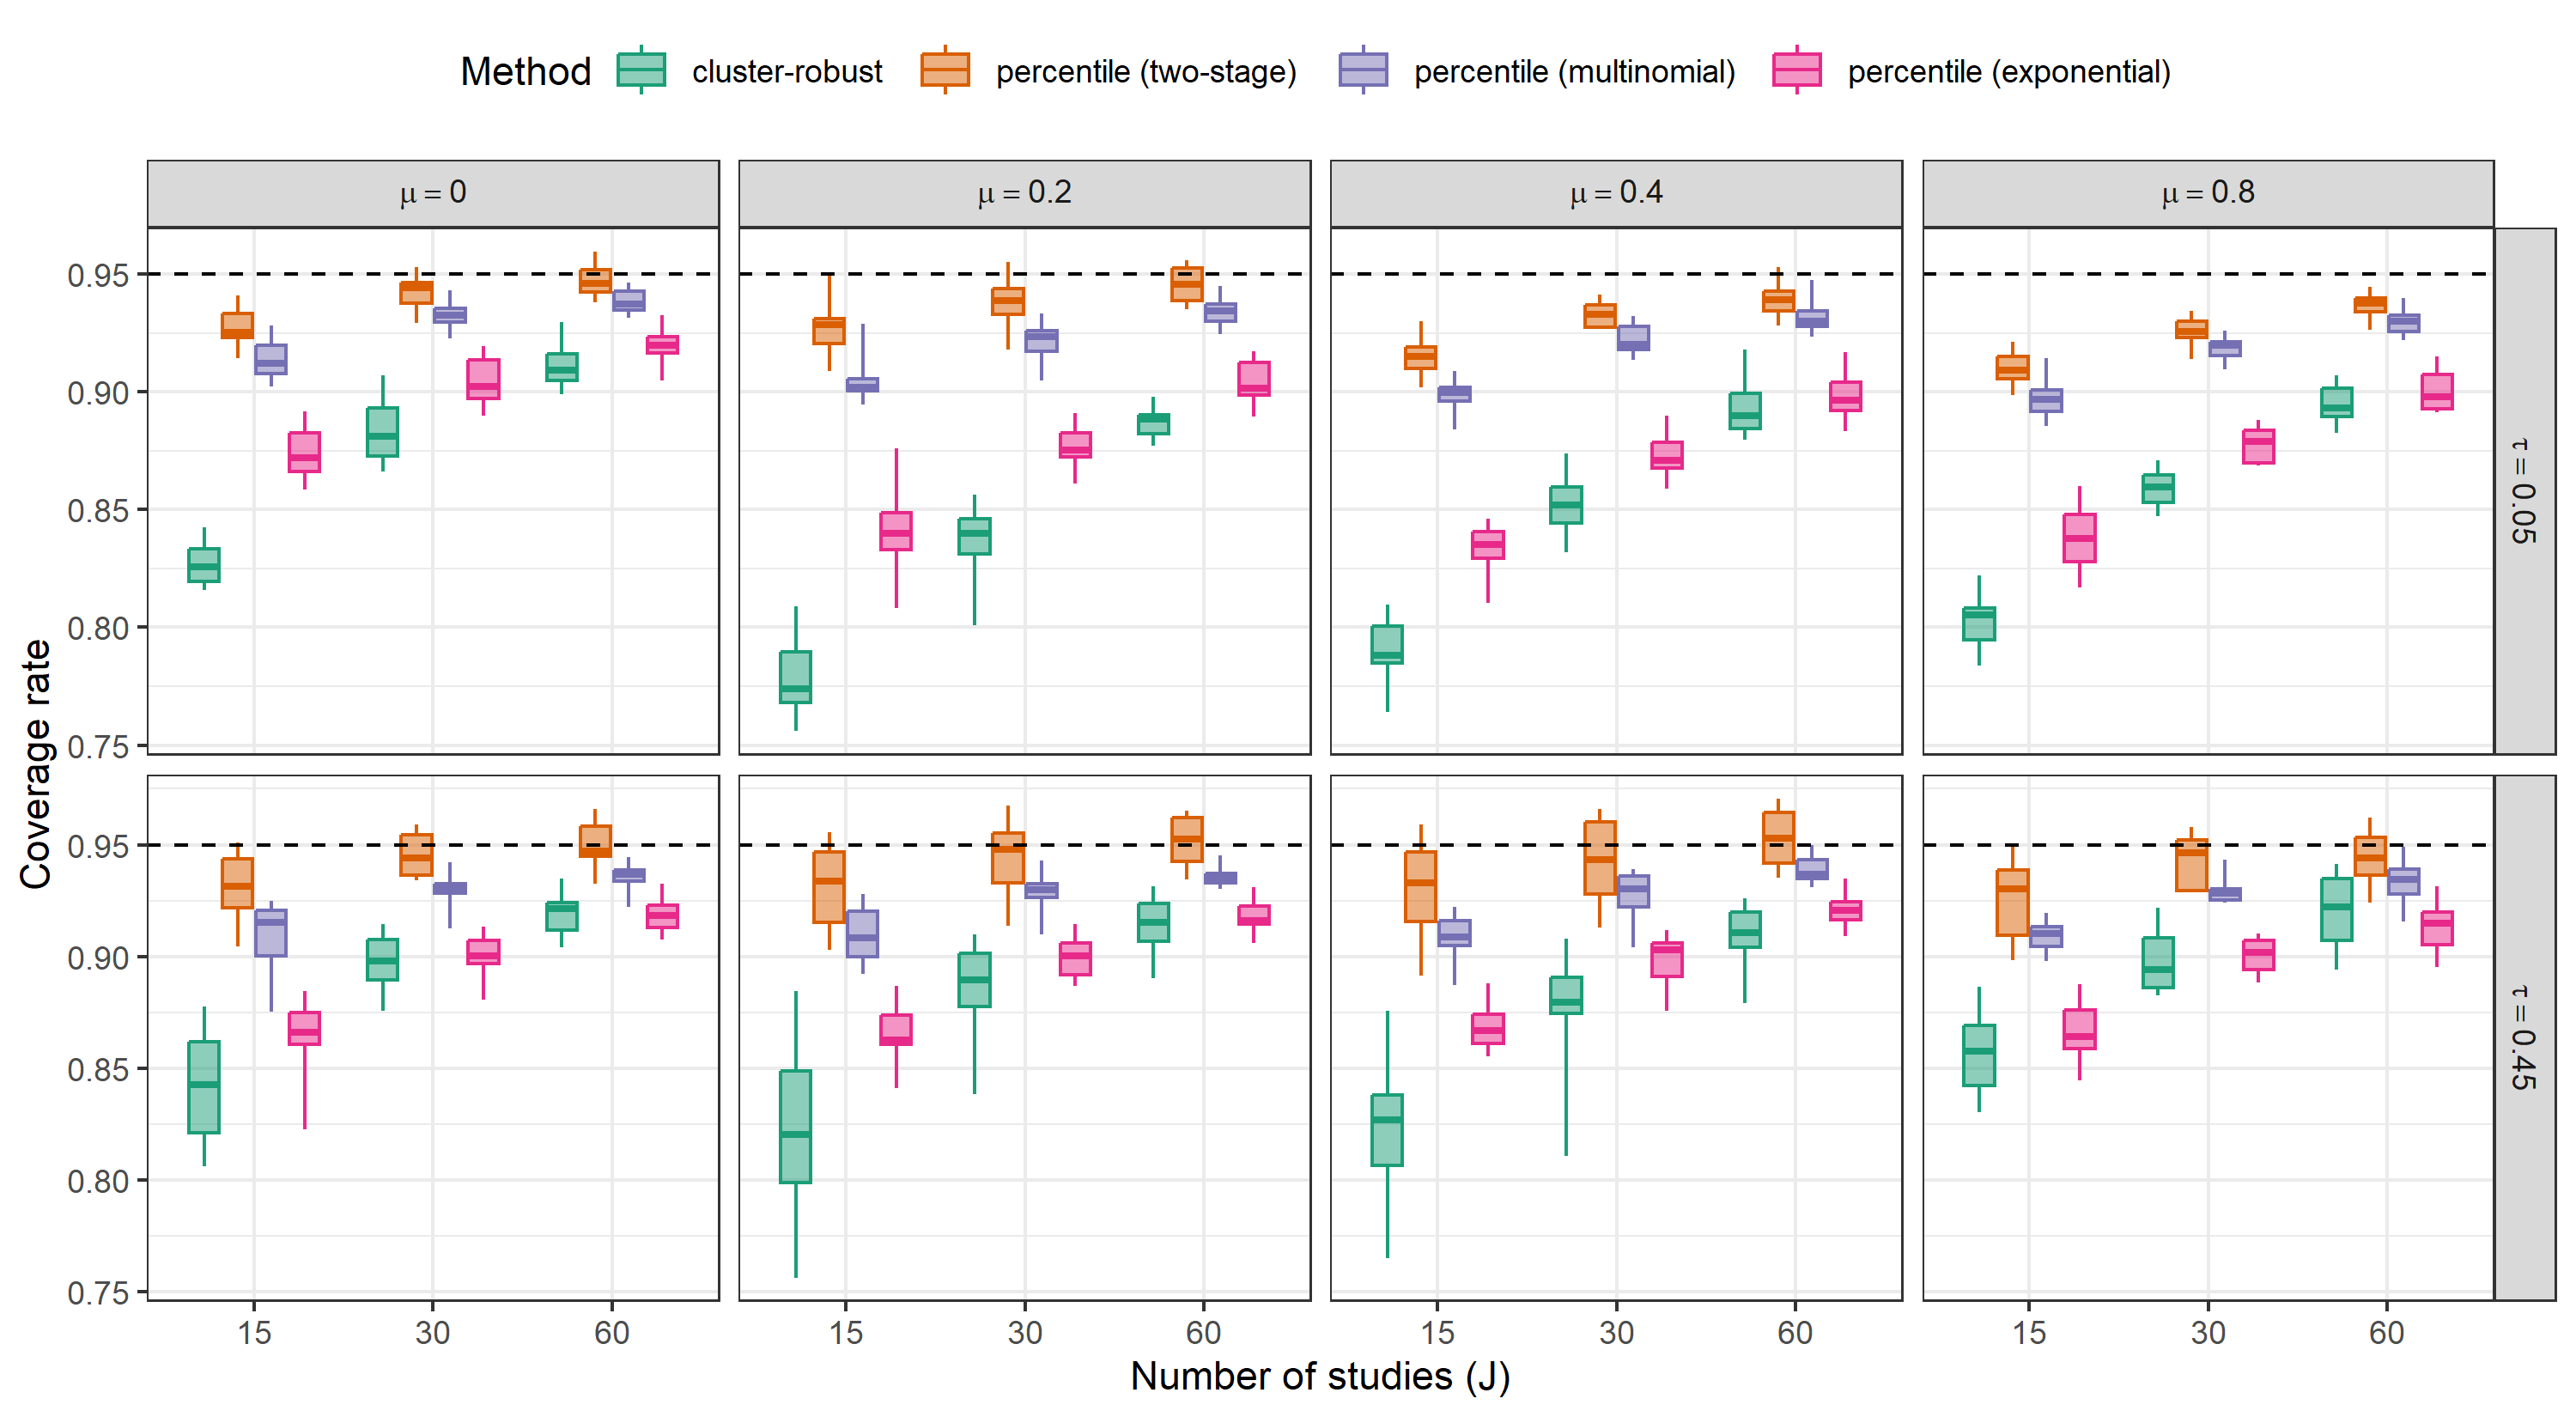 Method cluster-robust percentile (two-stage) percentile (multinomial) percentile (exponential)
μ = 0 μ = 0.2 μ = 0.4 μ = 0.8
Coverage rate
0.95
0.90
0.85
0.80
0.75
τ = 0.05
0.95
0.90
0.85
0.80
0.75
τ = 0.45
15 30 60 15 30 60 15 30 60 15 30 60
Number of studies (J)